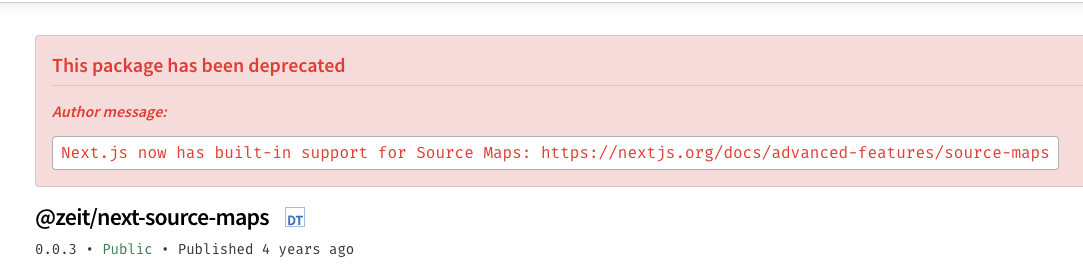 This package has been deprecated
Author message:
Next.js now has built-in support for Source Maps: https://nextjs.org/docs/advanced-features/source-maps
@zeit/next-source-maps DT
0.0.3 • Public • Published 4 years ago